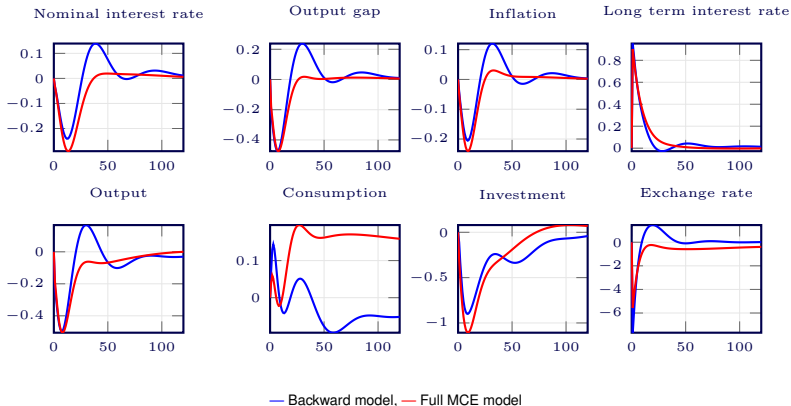 Nominal interest rate
Output gap
Inflation
Long term interest rate
0.1
0
−0.1
−0.2
0 50 100
0.2
0
−0.2
−0.4
0 50 100
0.1
0
−0.1
−0.2
0 50 100
0.8
0.6
0.4
0.2
0
0 50 100
Output
Consumption
Investment
Exchange rate
0
−0.2
−0.4
0 50 100
0.1
0
0 50 100
0
−0.5
−1
0 50 100
0
−2
−4
−6
0 50 100
Backward model, Full MCE model